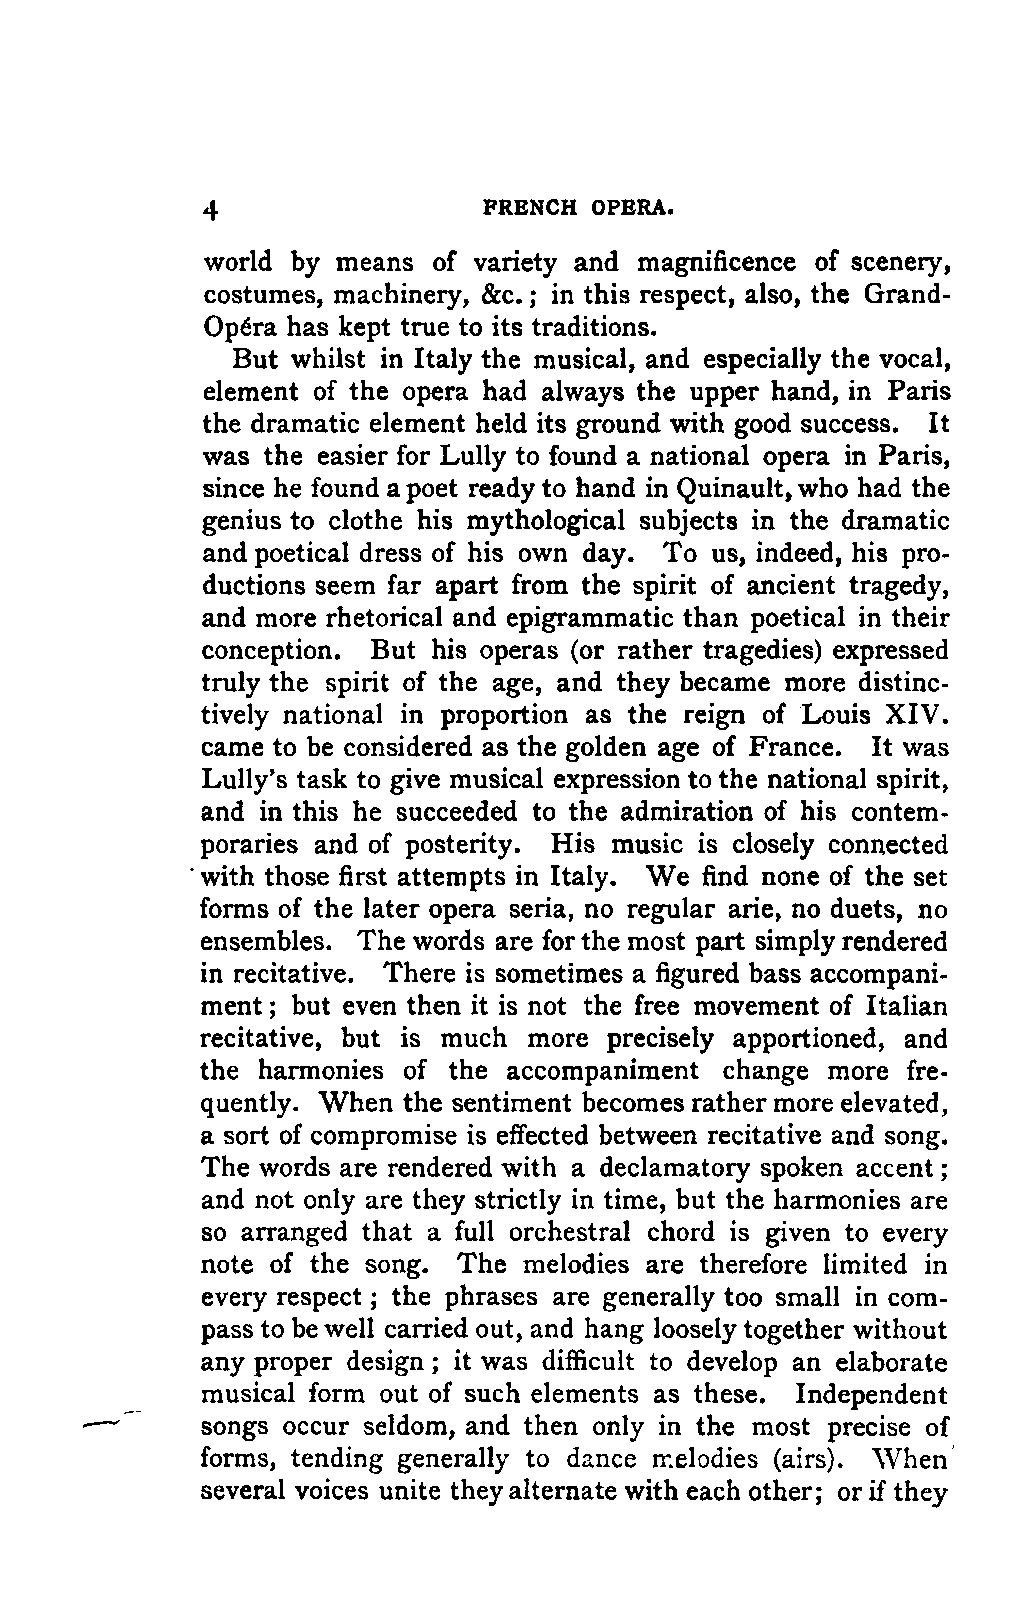 4 FRENCH OPERA.
world by means of variety and magnificence of scenery,
costumes, machinery, &c. ; in this respect, also, the Grand-
Opéra has kept true to its traditions.
But whilst in Italy the musical, and especially the vocal,
element of the opera had always the upper hand, in Paris
the dramatic element held its ground with good success. It
was the easier for Lully to found a national opera in Paris,
since he found a poet ready to hand in Quinault, who had the
genius to clothe his mythological subjects in the dramatic
and poetical dress of his own day. To us, indeed, his pro-
ductions seem far apart from the spirit of ancient tragedy,
and more rhetorical and epigrammatic than poetical in their
conception. But his operas (or rather tragedies) expressed
truly the spirit of the age, and they became more distinc-
tively national in proportion as the reign of Louis XIV.
came to be considered as the golden age of France. It was
Lully's task to give musical expression to the national spirit,
and in this he succeeded to the admiration of his contem-
poraries and of posterity. His music is closely connected
with those first attempts in Italy. We find none of the set
forms of the later opera seria, no regular arie, no duets, no
ensembles. The words are for the most part simply rendered
in recitative. There is sometimes a figured bass accompani-
ment ; but even then it is not the free movement of Italian
recitative, but is much more precisely apportioned, and
the harmonies of the accompaniment change more fre-
quently. When the sentiment becomes rather more elevated,
a sort of compromise is effected between recitative and song.
The words are rendered with a declamatory spoken accent ;
and not only are they strictly in time, but the harmonies are
so arranged that a full orchestral chord is given to every
note of the song. The melodies are therefore limited in
every respect ; the phrases are generally too small in com-
pass to be well carried out, and hang loosely together without
any proper design ; it was difficult to develop an elaborate
musical form out of such elements as these. Independent
songs occur seldom, and then only in the most precise of
forms, tending generally to dance melodies (airs). When
several voices unite they alternate with each other; or if they